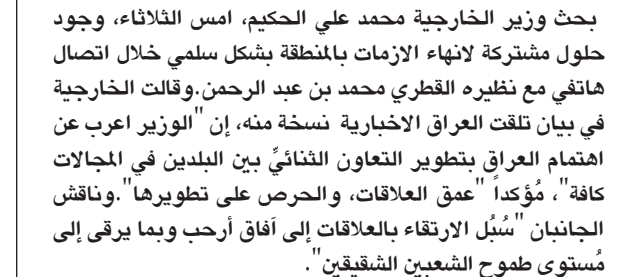 بحث وزير الخارجية محمد علي الحكيم، امس الثلاثاء، وجود
حلول مشتركة لانهاء الازمات بالمنطقة بشكل سلمي خلال اتصال
هاتفي مع نظيره القطري محمد بن عبد الرحمن.وقالت الخارجية
في بيان تلقت العراق الاخبارية  نسخة منه، إن "الوزير اعرب عن
اهتمام العراق بتطوير التعاون الثنائيِّ بين البلدين في المجالات
كافة"، مُؤكداً "عمق العلاقات، والحرص على تطويرها".وناقش
الجانبان "سُبُل الارتقاء بالعلاقات إلى آفاق أرحب وبما يرقى إلى
مُستوى طموح الشعبين الشقيقين".